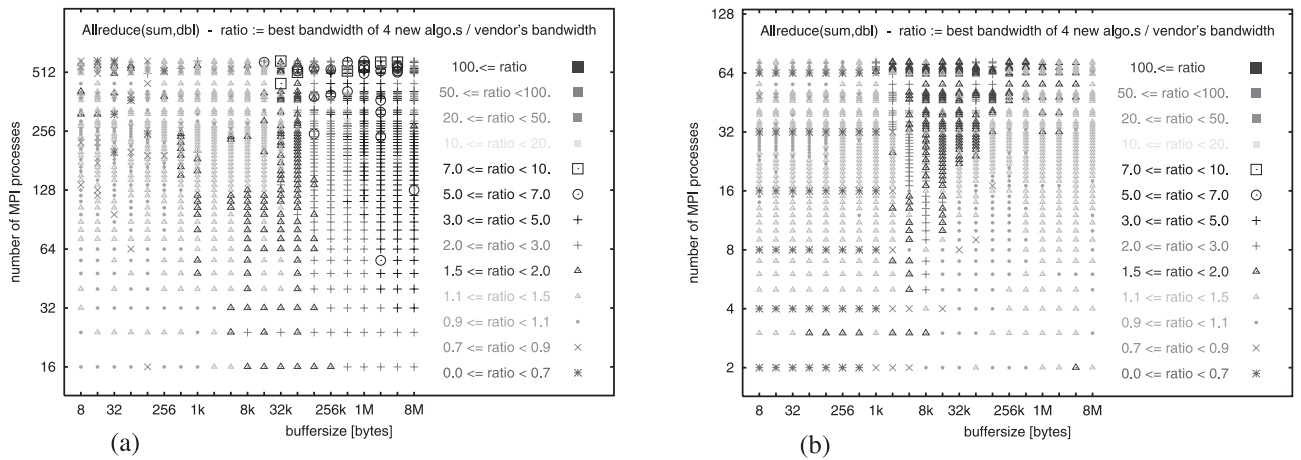 Allreduce(sum,dbl) - ratio := best bandwidth of 4 new algo.s / vendor's bandwidth
number of MPI processes
512
256
128
64
32
16
100.<= ratio
50. <= ratio <100.
20. <= ratio < 50.
10. <= ratio < 20.
7.0 <= ratio < 10.
5.0 <= ratio < 7.0
3.0 <= ratio < 5.0
2.0 <= ratio < 3.0
1.5 <= ratio < 2.0
1.1 <= ratio < 1.5
0.9 <= ratio < 1.1
0.7 <= ratio < 0.9
0.0 <= ratio < 0.7
8 32 256 1k 8k 32k 256k 1M 8M
buffersize [bytes]
(a)
Allreduce(sum,dbl) - ratio := best bandwidth of 4 new algo.s / vendor's bandwidth
number of MPI processes
128
64
32
16
8
4
2
100.<= ratio
50. <= ratio <100.
20. <= ratio < 50.
10. <= ratio < 20.
7.0 <= ratio < 10.
5.0 <= ratio < 7.0
3.0 <= ratio < 5.0
2.0 <= ratio < 3.0
1.5 <= ratio < 2.0
1.1 <= ratio < 1.5
0.9 <= ratio < 1.1
0.7 <= ratio < 0.9
0.0 <= ratio < 0.7
8 32 256 1k 8k 32k 256k 1M 8M
buffersize [bytes]
(b)